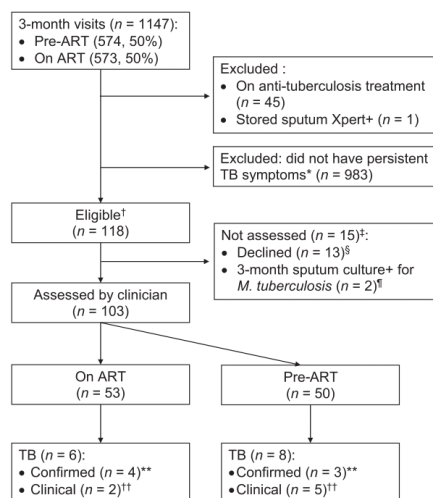 3-month visits (n = 1147):
• Pre-ART (574, 50%)
• On ART (573, 50%)
Excluded :
• On anti-tuberculosis treatment
(n = 45)
• Stored sputum Xpert+ (n = 1)
Excluded: did not have persistent
TB symptoms* (n = 983)
Eligible†
(n = 118)
Not assessed (n = 15)‡:
• Declined (n = 13)§
• 3-month sputum culture+ for
M. tuberculosis (n = 2)¶
Assessed by clinician
(n = 103)
On ART
(n = 53)
Pre-ART
(n = 50)
TB (n = 6):
• Confirmed (n = 4)**
• Clinical (n = 2)††
TB (n = 8):
•Confirmed (n = 3)**
•Clinical (n = 5)††